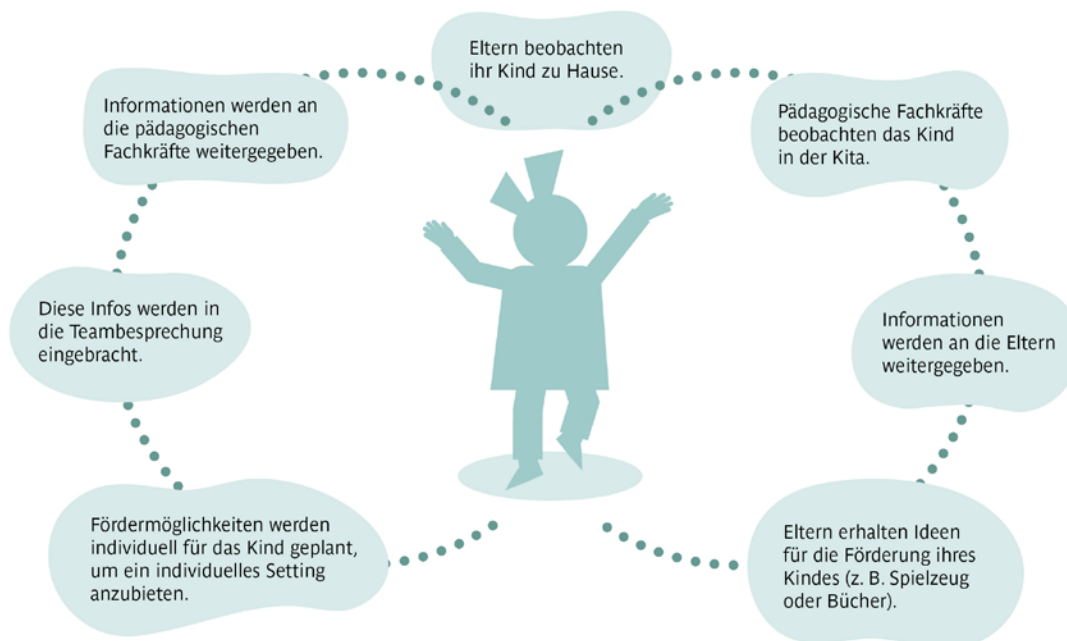 Eltern beobachten
ihr Kind zu Hause.
Informationen werden an
die pädagogischen
Fachkräfte weitergegeben.
Pädagogische Fachkräfte
beobachten das Kind
in der Kita.
Diese Infos werden in
die Teambesprechung
eingebracht.
Informationen
werden an die Eltern
weitergegeben.
Fördermöglichkeiten werden
individuell für das Kind geplant,
um ein individuelles Setting
anzubieten.
Eltern erhalten Ideen
für die Förderung ihres
Kindes (z. B. Spielzeug
oder Bücher).